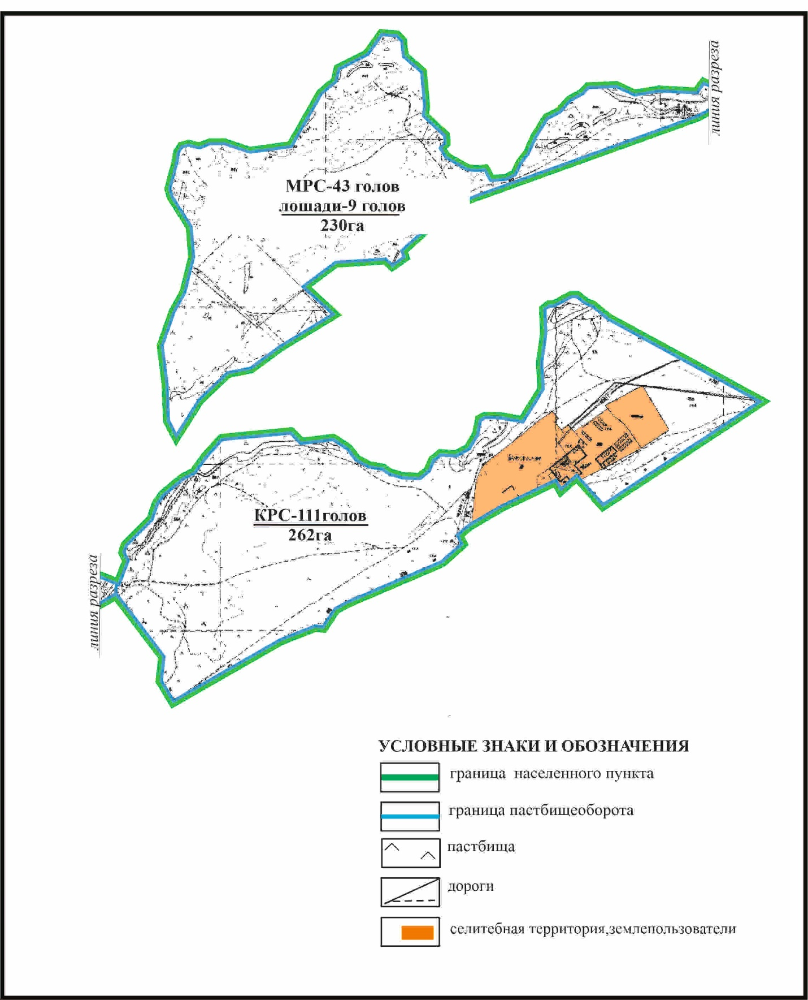 линия разреза
МРС-43 голов
лошади-9 голов
230га
КРС-111голов
262га
линия разреза
УСЛОВНЫЕ ЗНАКИ И ОБОЗНАЧЕНИЯ
граница населенного пункта
граница пастбищеоборота
пастбища
дороги
селитебная территория,землепользователи